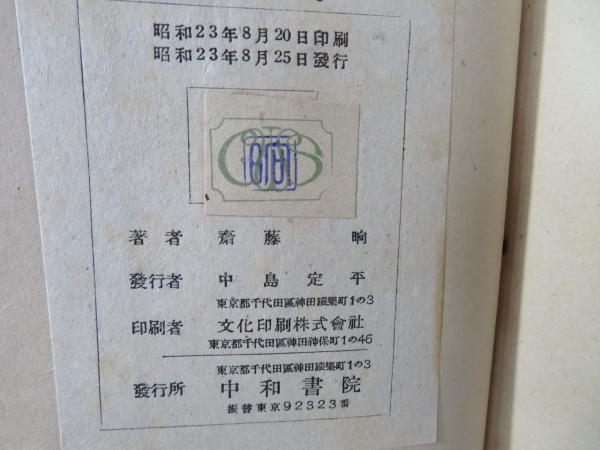 昭和23年8月20日印刷
昭和23年8月25日發行
著者 齋藤 晌
發行者 中島定平
東京都千代田區神田猿樂町1の3
印刷者 文化印刷株式會社
東京都千代田區神田神保町1の46
東京都千代田區神田猿樂町1の3
發行所 中和書院
振替東京92323番